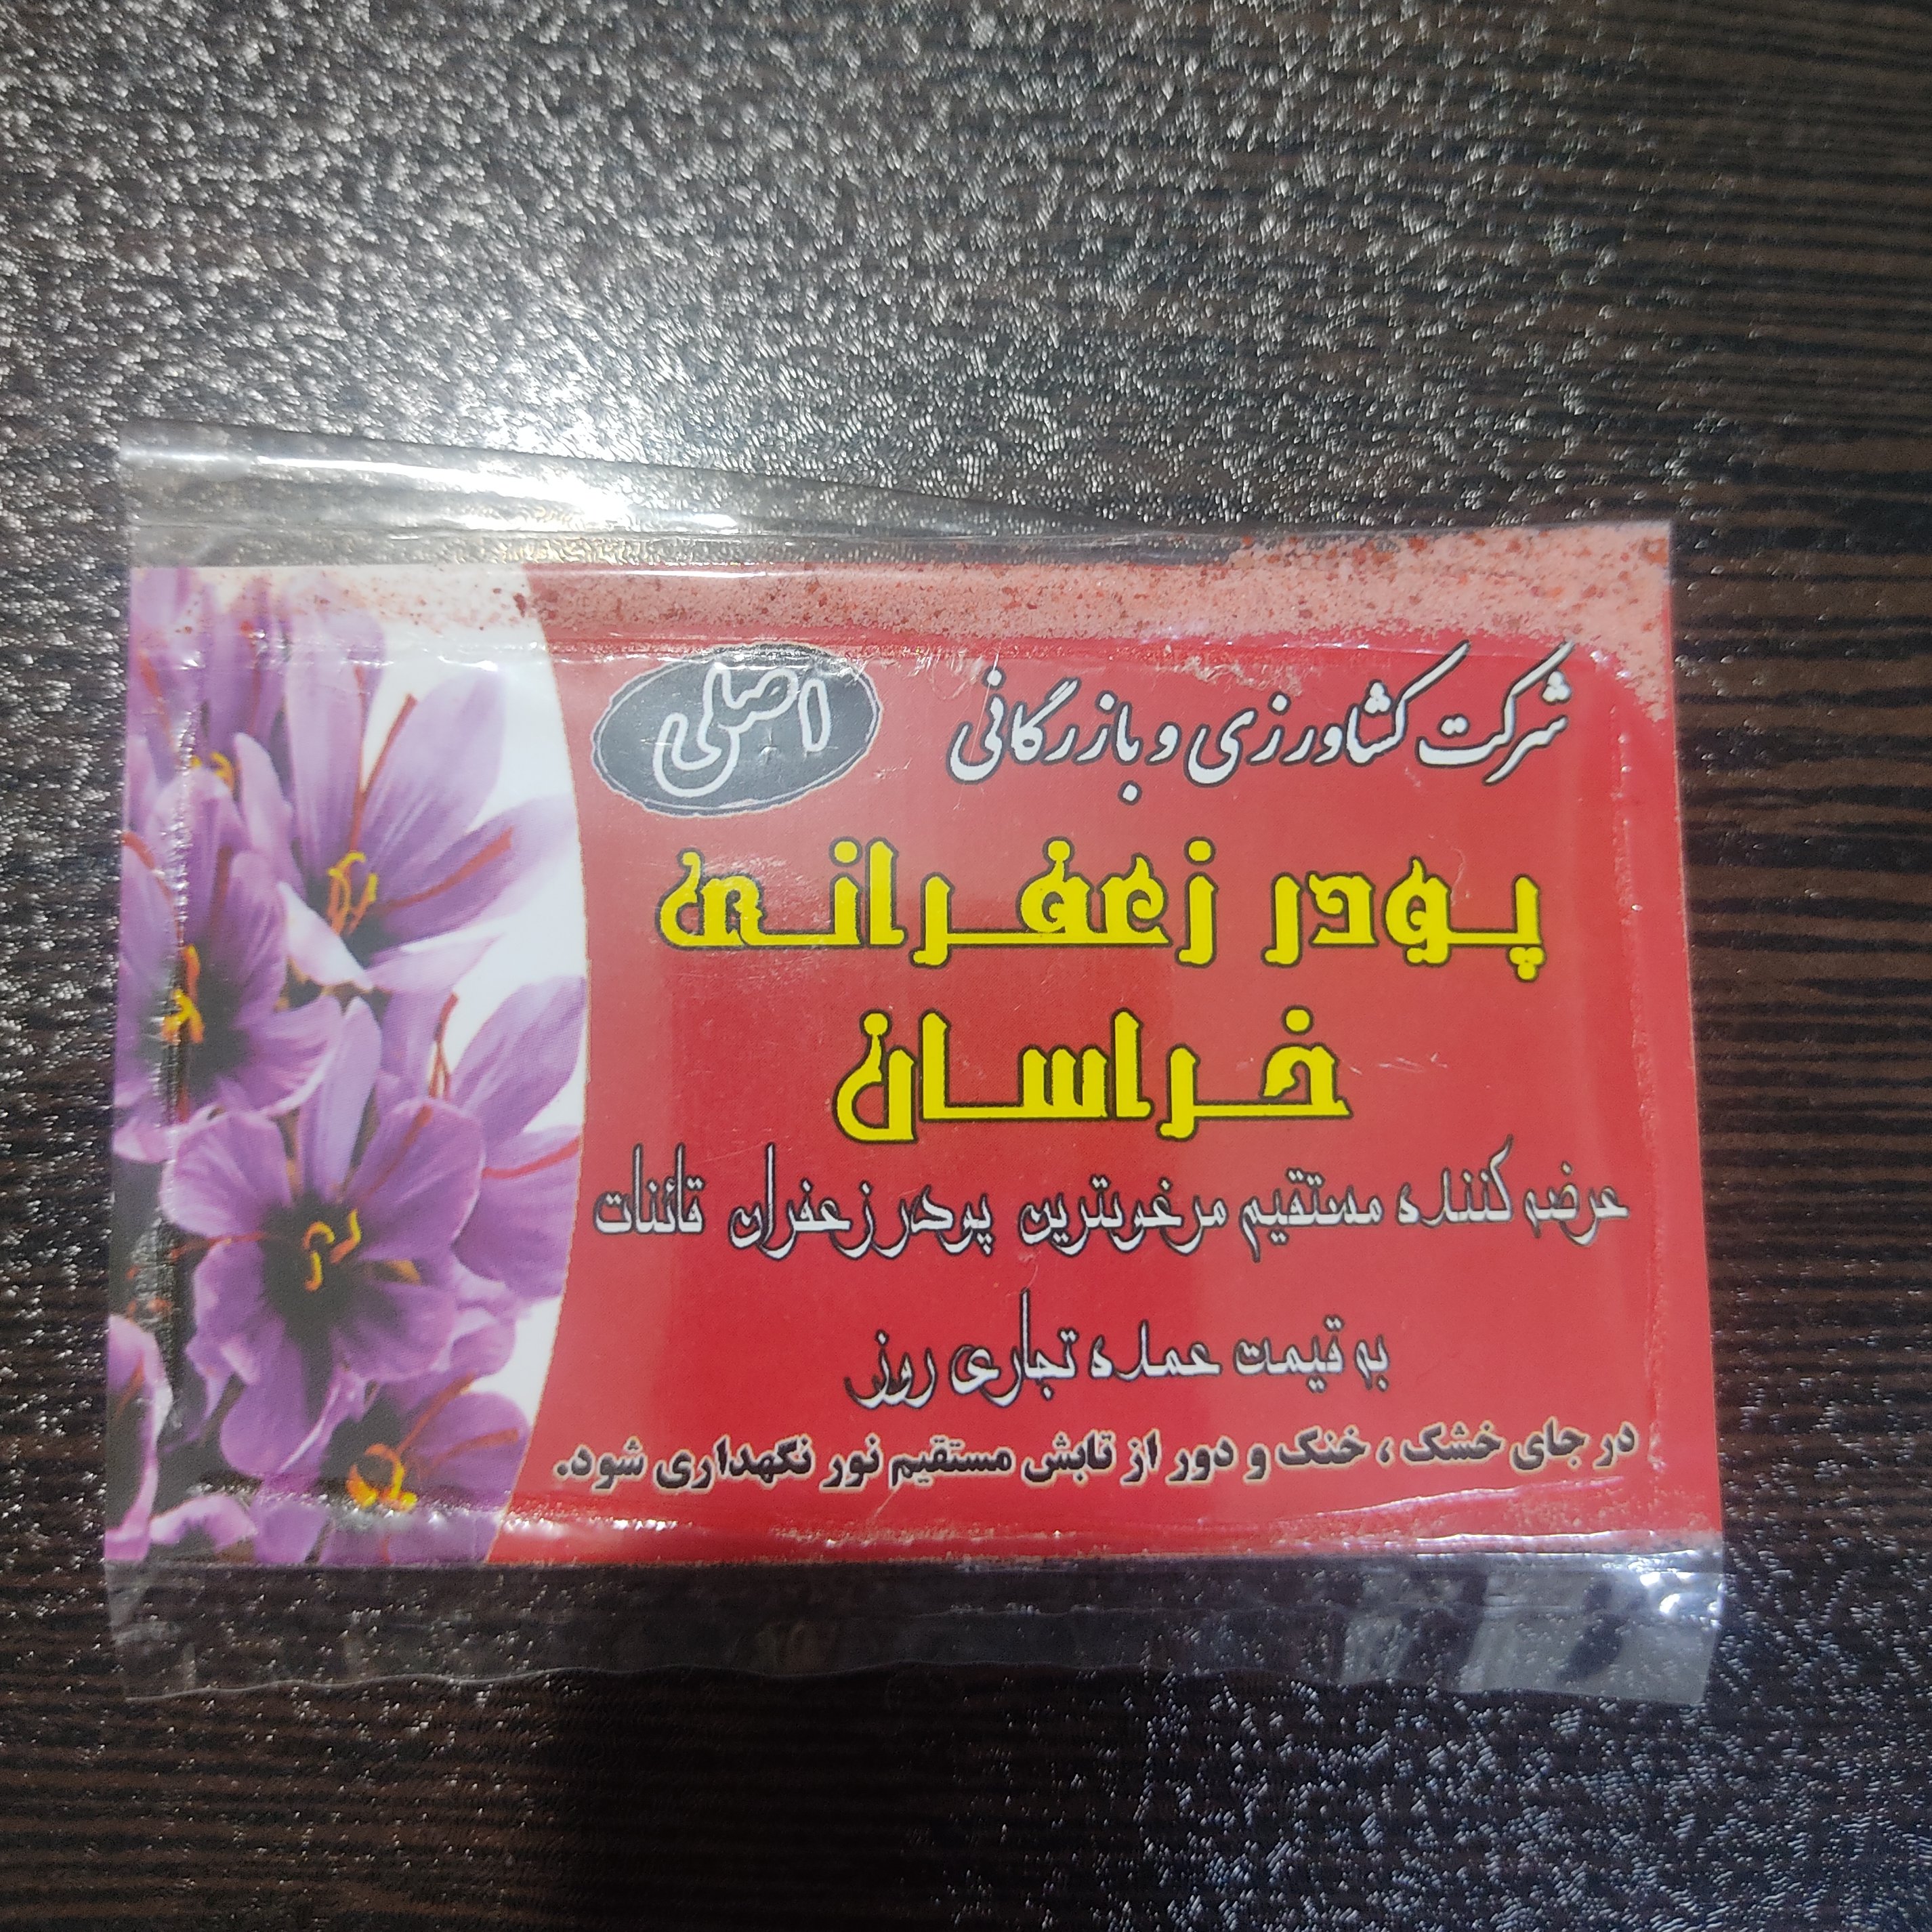 شرکت کشاورزی و بازرگانی
اصلی
پودر زعفرانی
خراسان
عرضه کننده مستقیم مرغوبترین پودر زعفران قائنات
به قیمت عمده تجاری روز
در جای خشک ، خنک و دور از تابش مستقیم نور نگهداری شود.